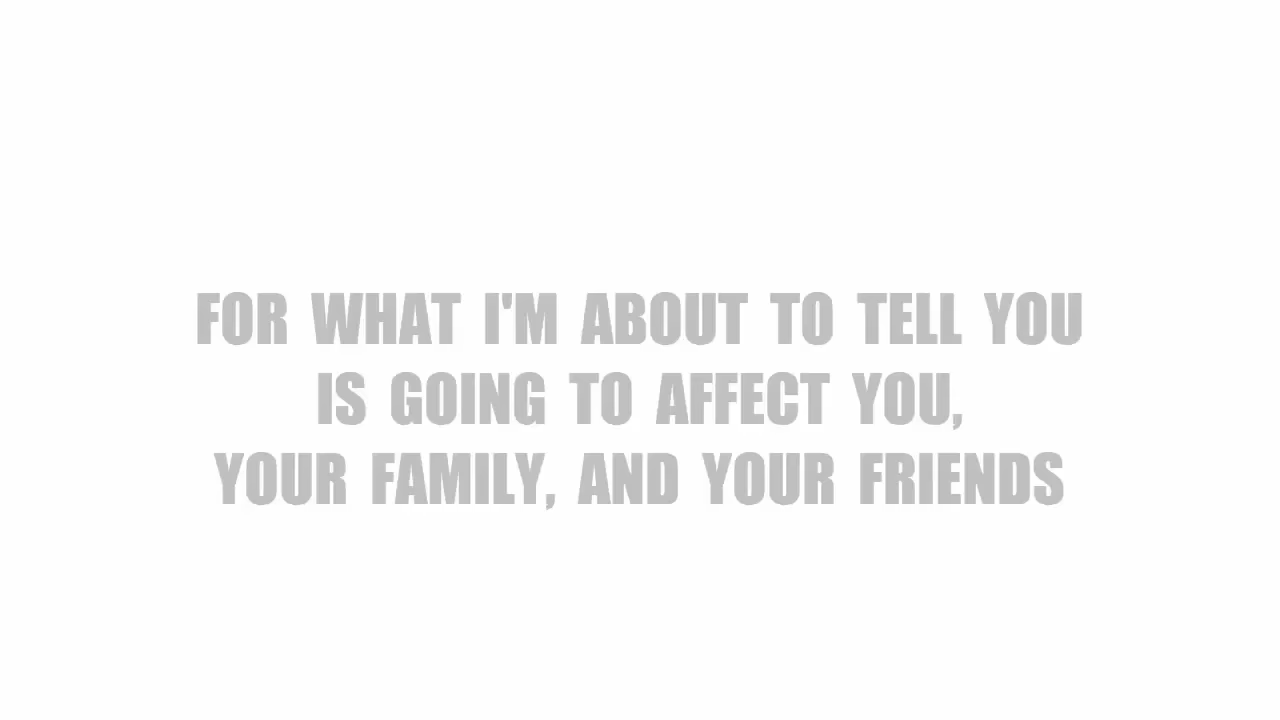 FOR WHAT I'M ABOUT TO TELL YOU
IS GOING TO AFFECT YOU,
YOUR FAMILY, AND YOUR FRIENDS